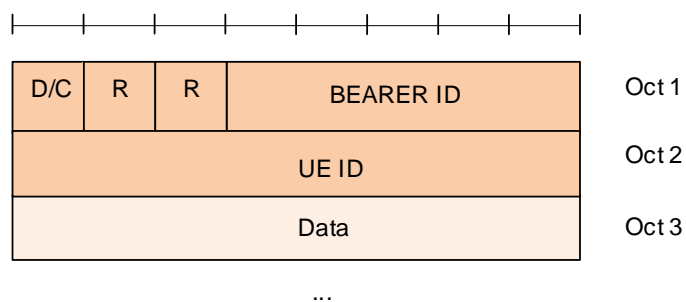 D/C R R BEARER ID Oct 1
UE ID Oct 2
Data Oct 3
...